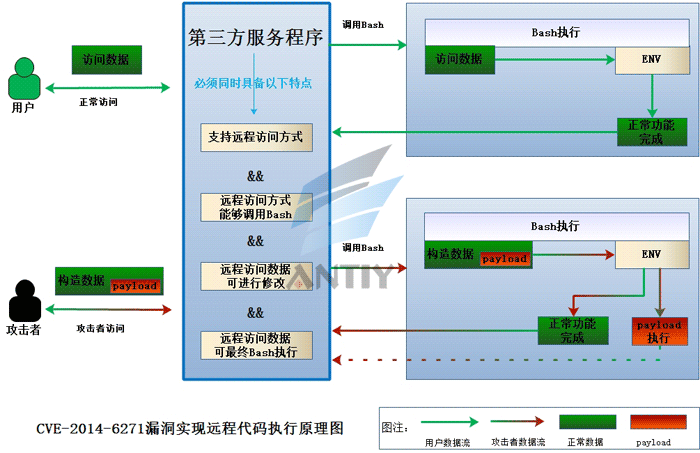 第三方服务程序
必须同时具备以下特点
支持远程访问方式
&&
远程访问方式
能够调用Bash
&&
远程访问数据
可进行修改
&&
远程访问数据
可最终Bash执行
访问数据
用户
正常访问
构造数据
payload
攻击者
攻击者访问
调用Bash
Bash执行
访问数据
ENV
正常功能
完成
调用Bash
Bash执行
构造数据
payload
ENV
正常功能
完成
payload
执行
ANTIY
CVE-2014-6271漏洞实现远程代码执行原理图
图注:
用户数据流
攻击者数据流
正常数据
payload